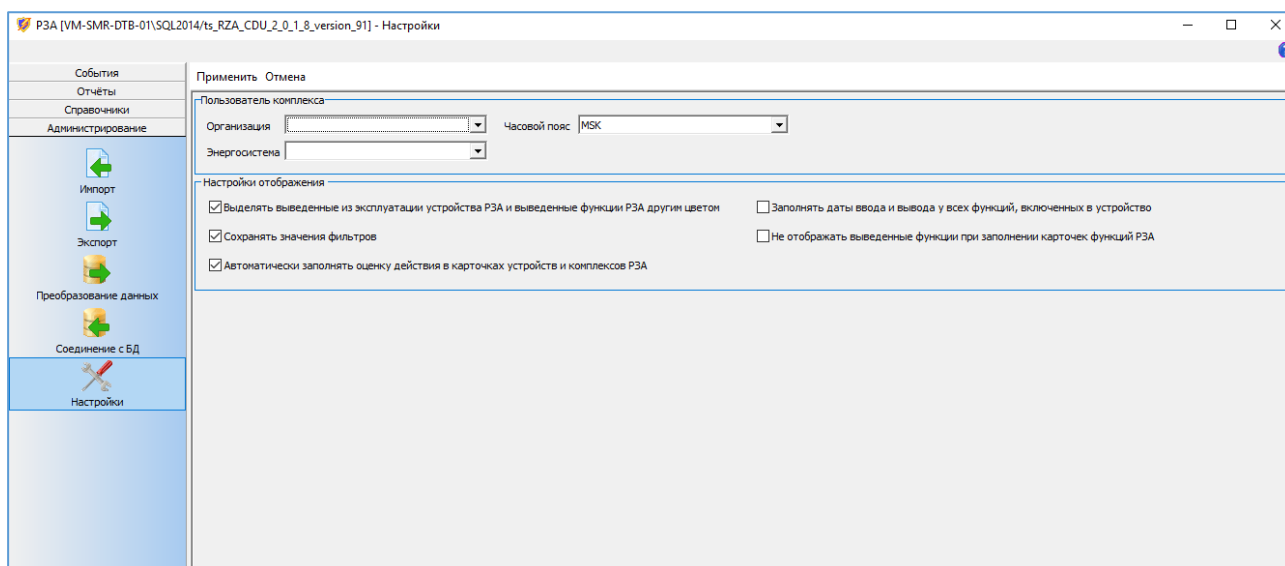 РЗА [VM-SMR-DTB-01\SQL2014/ts_RZA_CDU_2_0_1_8_version_91] - Настройки
События
Отчёты
Справочники
Администрирование
Импорт
Экспорт
Преобразование данных
Соединение с БД
Настройки
Применить Отмена
Пользователь комплекса
Организация Часовой пояс MSK
Энергосистема
Настройки отображения
Выделять выведенные из эксплуатации устройства РЗА и выведенные функции РЗА другим цветом Заполнять даты ввода и вывода у всех функций, включенных в устройство
Сохранять значения фильтров Не отображать выведенные функции при заполнении карточек функций РЗА
Автоматически заполнять оценку действия в карточках устройств и комплексов РЗА